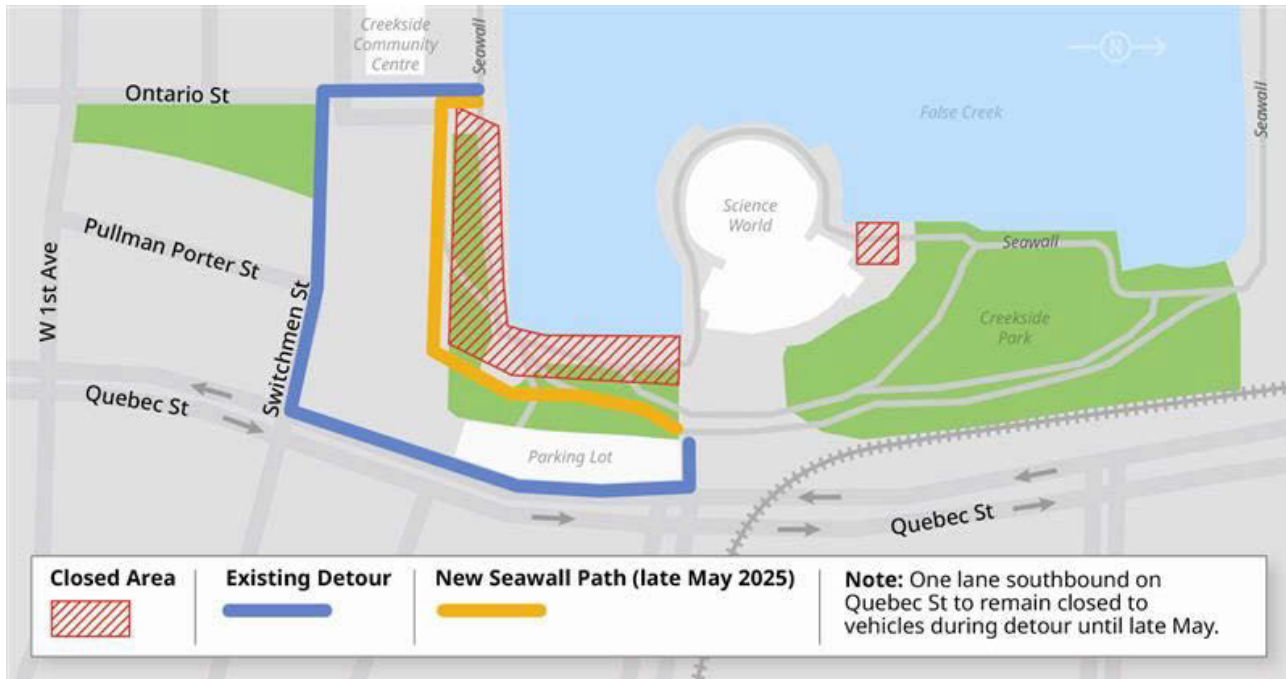 Creekside
Community
Centre
Seawall
Ontario St
N
False Creek
Seawall
Science
World
Pullman Porter St
Seawall
W 1st Ave
Switchmen St
Creekside
Park
Quebec St
Parking Lot
Quebec St
Closed Area
Existing Detour
New Seawall Path (late May 2025)
Note: One lane southbound on
Quebec St to remain closed to
vehicles during detour until late May.